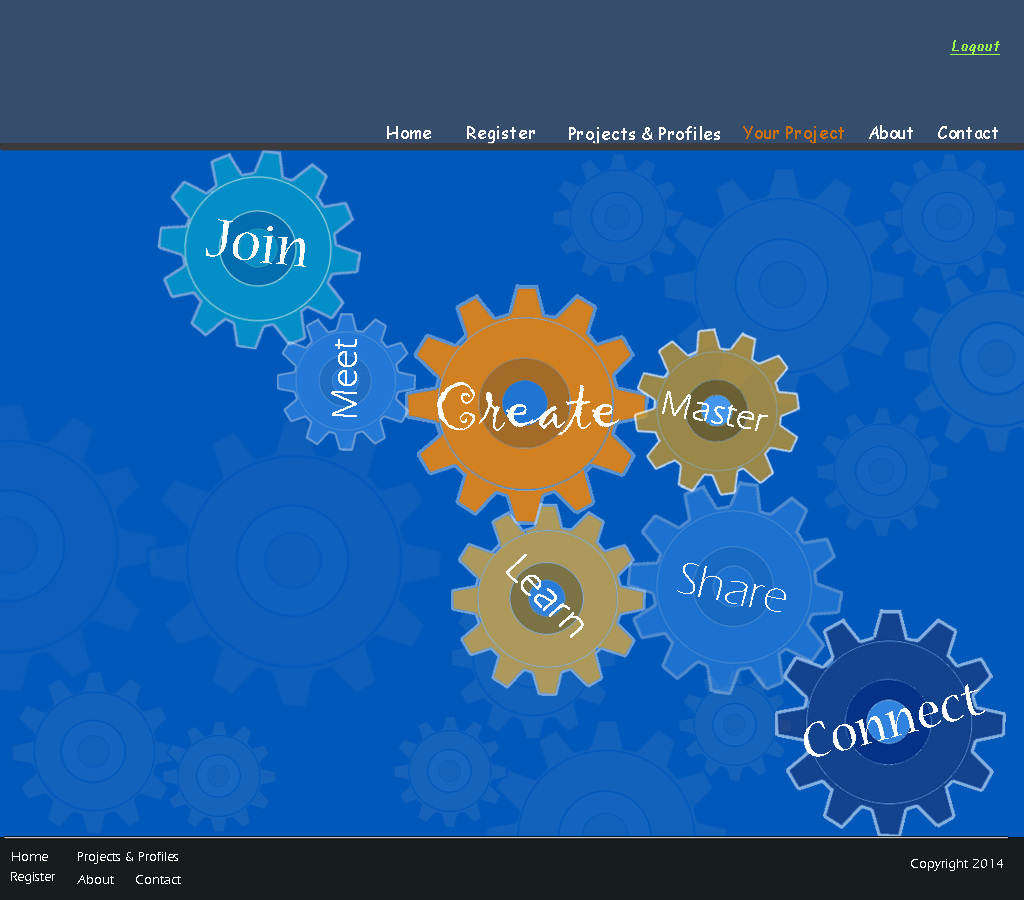 Logout
Home Register Projects & Profiles Your Project About Contact
Join
Meet
Create
Master
Learn
Share
Connect
Home Projects & Profiles
Register About Contact
Copyright 2014